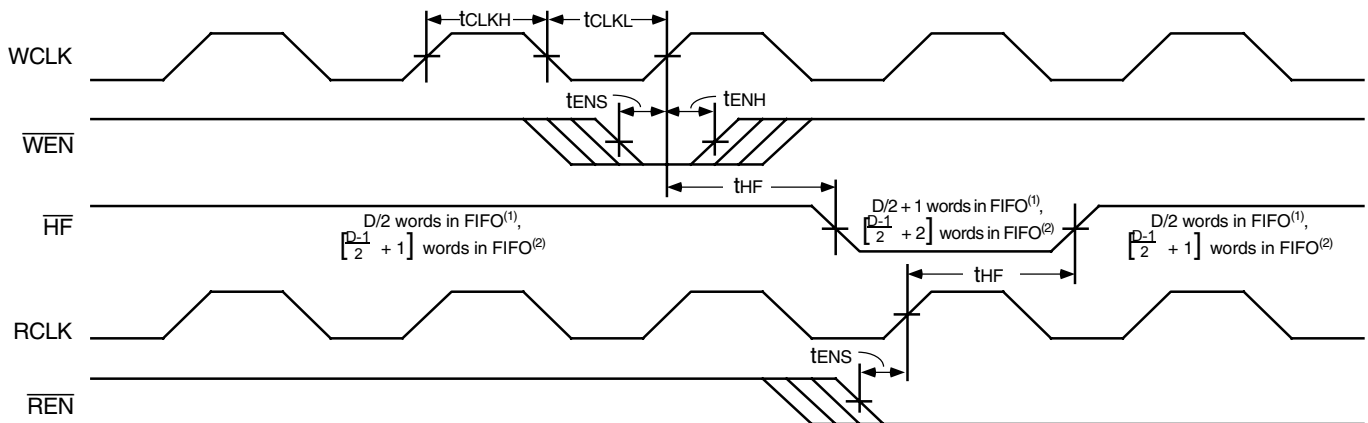 tCLKH
tCLKL
WCLK
tENS
tENH
WEN
tHF
HF
D/2 words in FIFO(1),
[D-1/2 + 1] words in FIFO(2)
D/2 + 1 words in FIFO(1),
[D-1/2 + 2] words in FIFO(2)
D/2 words in FIFO(1),
[D-1/2 + 1] words in FIFO(2)
tHF
RCLK
tENS
REN